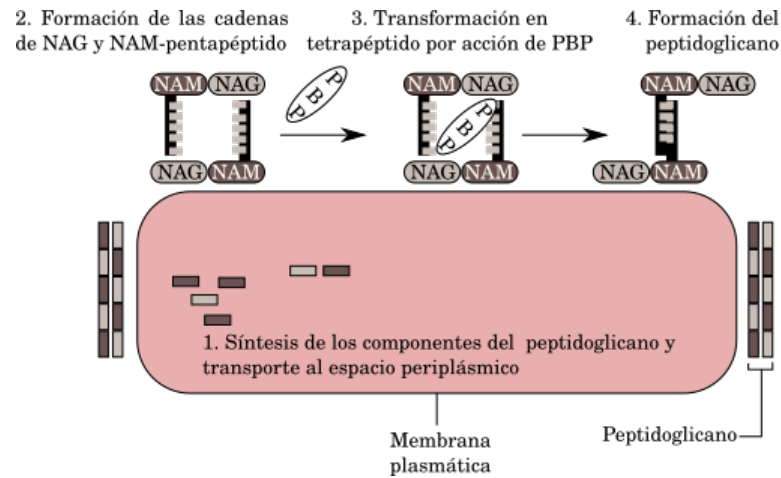 2. Formación de las cadenas
de NAG y NAM-pentapéptido
3. Transformación en
tetrapéptido por acción de PBP
4. Formación del
peptidoglicano
NAM NAG
PBP
NAM NAG
NAM NAG
PBP
NAG NAM
NAG NAM
NAG NAM
1. Síntesis de los componentes del peptidoglicano y
transporte al espacio periplásmico
Membrana
plasmática
Peptidoglicano